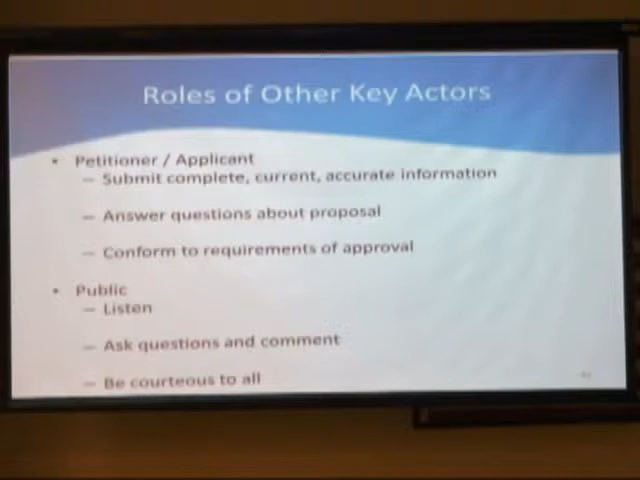 Roles of Other Key Actors
• Petitioner / Applicant
– Submit complete, current, accurate information
– Answer questions about proposal
– Conform to requirements of approval
• Public
– Listen
– Ask questions and comment
– Be courteous to all